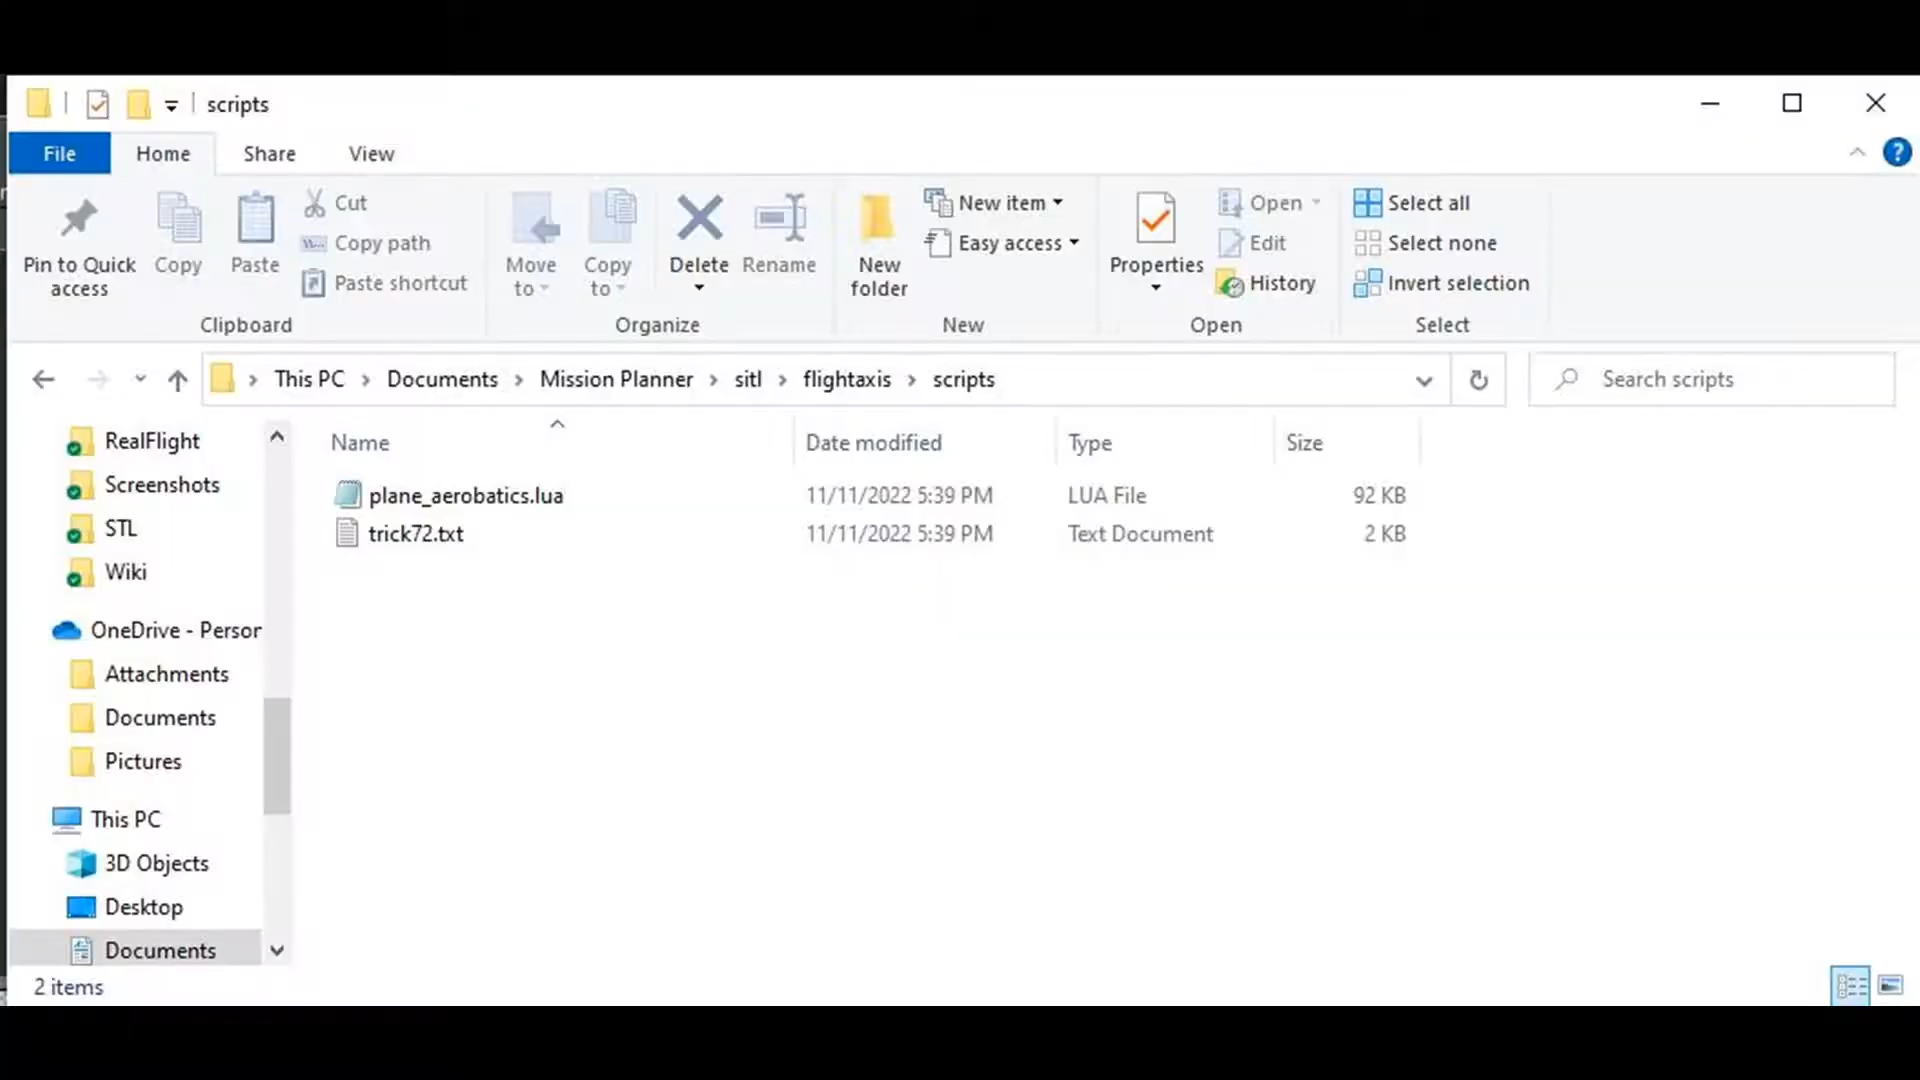 scripts
File Home Share View
Pin to Quick access
Copy
Paste
Cut
Copy path
Paste shortcut
Clipboard
Move to
Copy to
Delete
Rename
Organize
New folder
New item
Easy access
New
Properties
Open
Edit
History
Open
Select all
Select none
Invert selection
Select
This PC > Documents > Mission Planner > sitl > flightaxis > scripts
Search scripts
RealFlight
Screenshots
STL
Wiki
OneDrive - Person
Attachments
Documents
Pictures
This PC
3D Objects
Desktop
Documents
Name Date modified Type Size
plane_aerobatics.lua 11/11/2022 5:39 PM LUA File 92 KB
trick72.txt 11/11/2022 5:39 PM Text Document 2 KB
2 items